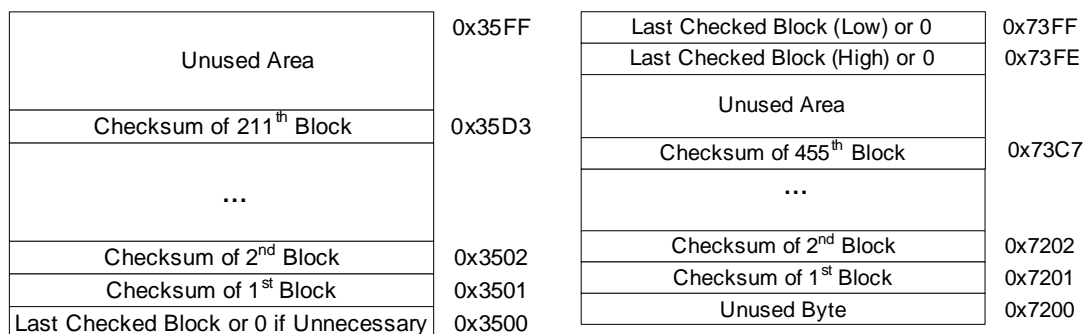 0x35FF
Unused Area
Checksum of 211th Block 0x35D3
...
Checksum of 2nd Block 0x3502
Checksum of 1st Block 0x3501
Last Checked Block or 0 if Unnecessary 0x3500
Last Checked Block (Low) or 0 0x73FF
Last Checked Block (High) or 0 0x73FE
Unused Area
Checksum of 455th Block 0x73C7
...
Checksum of 2nd Block 0x7202
Checksum of 1st Block 0x7201
Unused Byte 0x7200